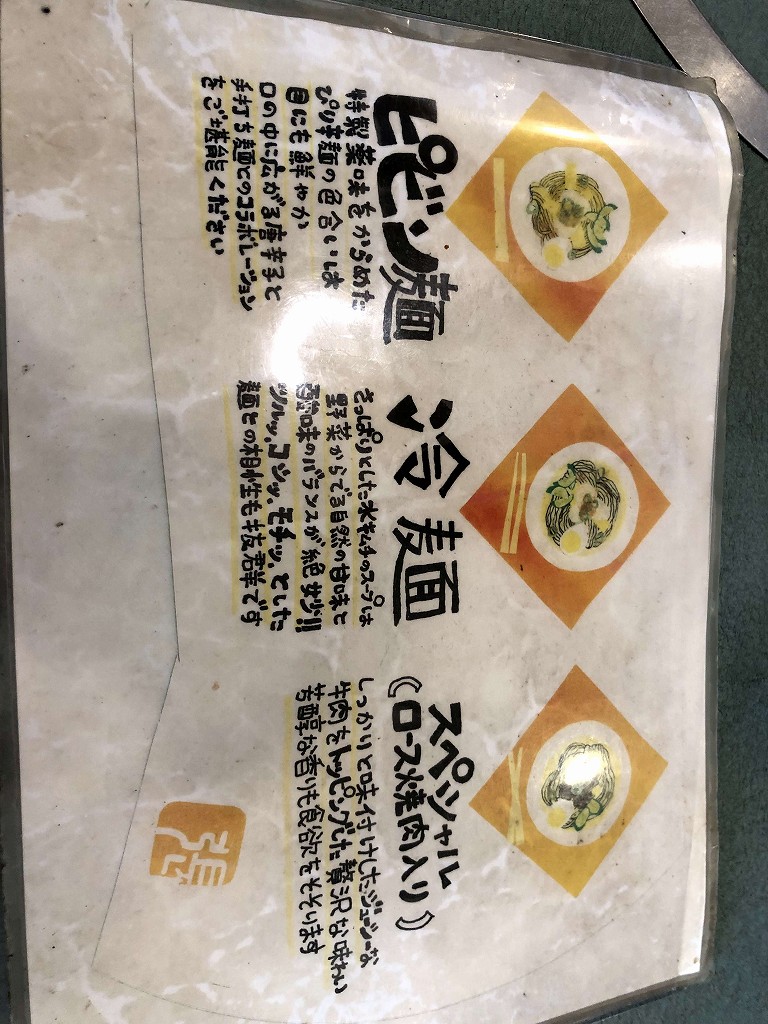 ピビン麺
特製薬味をからめた
ぴり辛麺の色合いは
目にも鮮やか
口の中に広がる唐辛子と
手打ち麺とのコラボレーション
をご堪能ください
冷麺
さっぱりとした水キムチのスープは
野菜からでる自然の甘味と
酸味のバランスが絶妙!!
ツルッ、コシッ、モチッ、とした
麺との相性も抜群です
スペシャル
(ロース焼肉入り)
しっかりと味付けしたジューシーな
牛肉をトッピングした贅沢な味わい
芳醇な香りも食欲をそそります